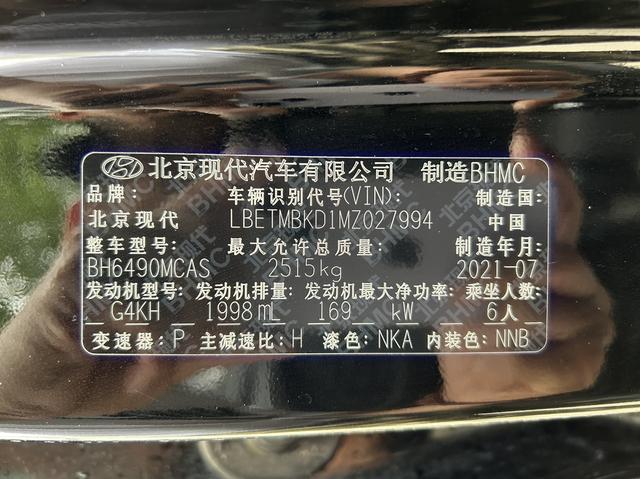 北京现代汽车有限公司 制造BHMC
品牌: 车辆识别代号(VIN): 制造国:
北京现代 LBETMBKD1MZ027994 中国
整车型号: 最大允许总质量: 制造年月:
BH6490MCAS 2515kg 2021-07
发动机型号: 发动机排量: 发动机最大净功率: 乘坐人数:
G4KH 1998mL 169 kW 6人
变速器: P 主减速比: H 漆色: NKA 内装色: NNB